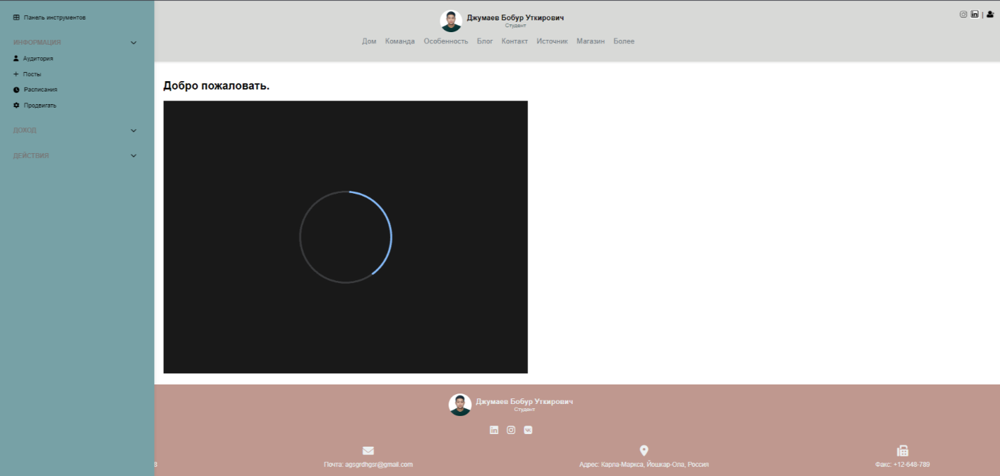 Панель инструментов
ИНФОРМАЦИЯ
Аудитория
Посты
Расписания
Продвигать
ДОХОД
ДЕЙСТВИЯ
Джумаев Бобур Уткирович
Студент
|
Дом Команда Особенность Блог Контакт Источник Магазин Более
Добро пожаловать.
Джумаев Бобур Уткирович
Студент
Почта: agsgrdhgsr@gmail.com
Адрес: Карла-Маркса, Йошкар-Ола, Россия
Факс: +12-648-789